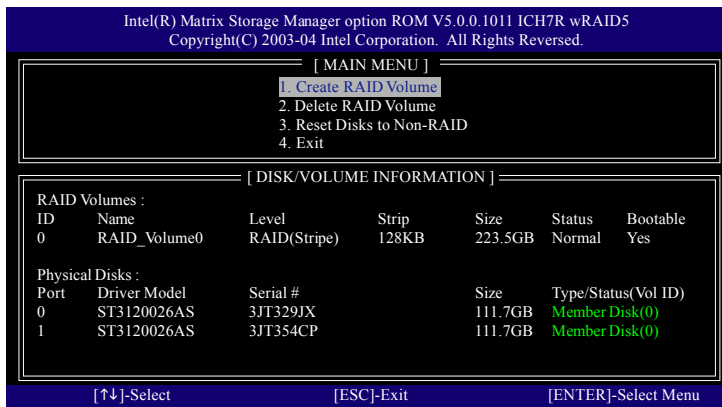 Intel(R) Matrix Storage Manager option ROM V5.0.0.1011 ICH7R wRAID5
Copyright(C) 2003-04 Intel Corporation. All Rights Reversed.
[ MAIN MENU ]
1. Create RAID Volume
2. Delete RAID Volume
3. Reset Disks to Non-RAID
4. Exit
[ DISK/VOLUME INFORMATION ]
RAID Volumes :
ID Name Level Strip Size Status Bootable
0 RAID_Volume0 RAID(Stripe) 128KB 223.5GB Normal Yes
Physical Disks :
Port Driver Model Serial # Size Type/Status(Vol ID)
0 ST3120026AS 3JT329JX 111.7GB Member Disk(0)
1 ST3120026AS 3JT354CP 111.7GB Member Disk(0)
[↑↓]-Select [ESC]-Exit [ENTER]-Select Menu